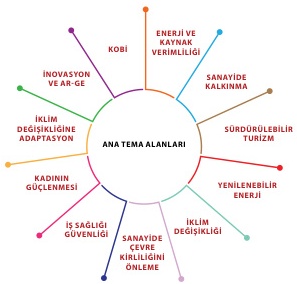 KOBİ
ENERJİ VE
KAYNAK
VERİMLİLİĞİ
SANAYİDE
KALKINMA
SÜRDÜRÜLEBİLİR
TURİZM
YENİLENEBİLİR
ENERJİ
İKLİM
DEĞİŞİKLİĞİ
SANAYİDE
ÇEVRE
KİRLİLİĞİNİ
ÖNLEME
İŞ SAĞLIĞI
GÜVENLİĞİ
KADININ
GÜÇLENMESİ
İKLİM
DEĞİŞİKLİĞİNE
ADAPTASYON
İNOVASYON
VE AR-GE
ANA TEMA ALANLARI